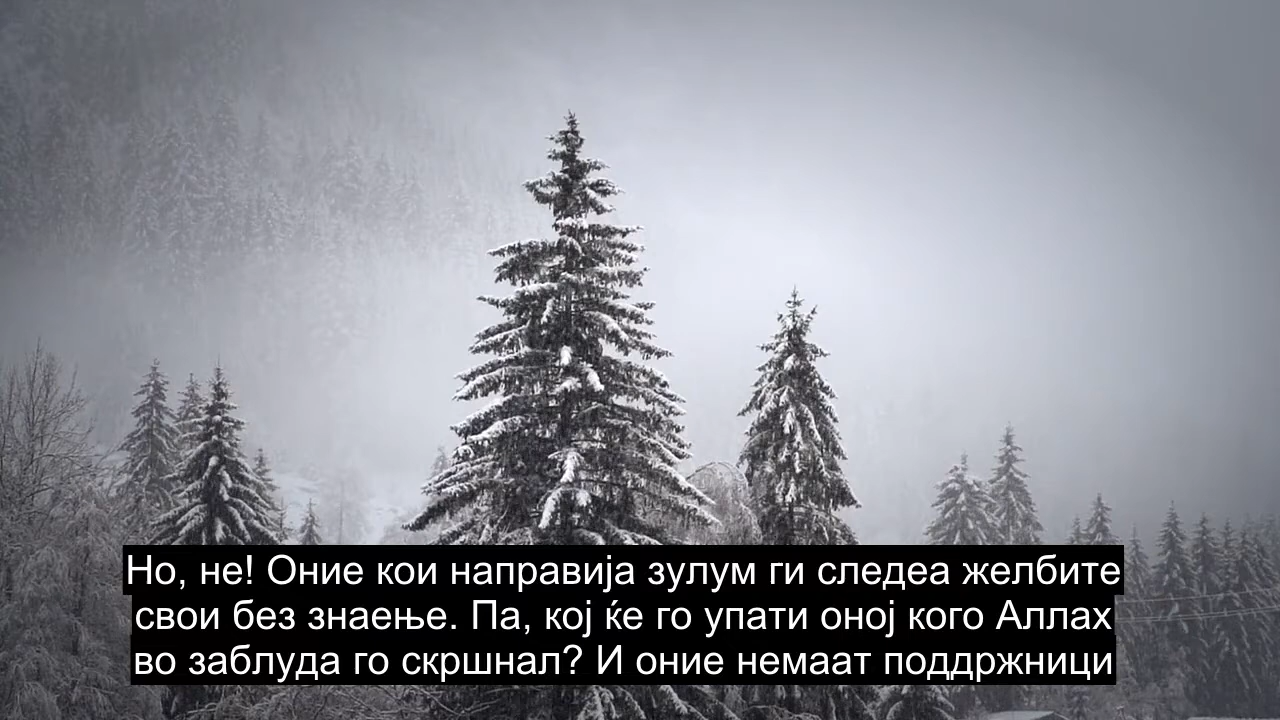 Но, не! Оние кои направија зулум ги следеа желбите
свои без знаење. Па, кој ќе го упати оној кого Аллах
во заблуда го скршнал? И оние немаат поддржници